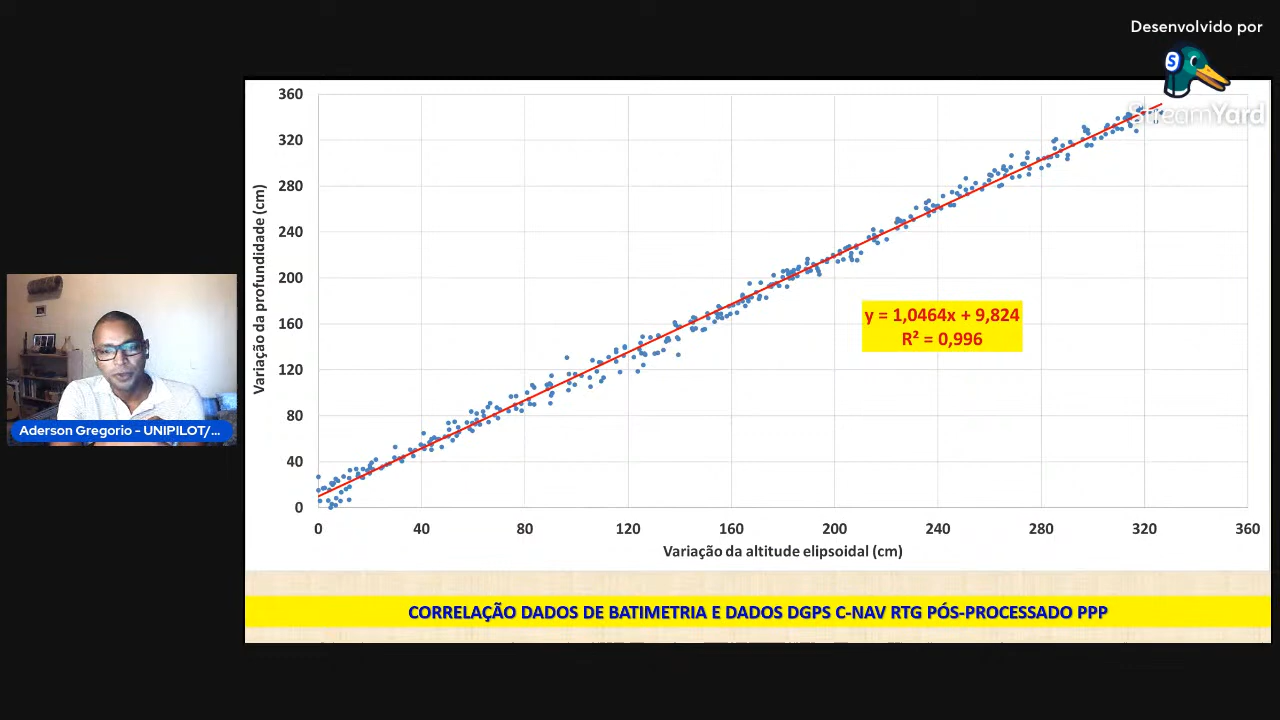 Desenvolvido por
S
StreamYard
360
320
280
240
200
160
120
80
40
0
Variação da profundidade (cm)
y = 1,0464x + 9,824
R² = 0,996
0 40 80 120 160 200 240 280 320 360
Variação da altitude elipsoidal (cm)
Aderson Gregorio - UNIPILOT/...
CORRELAÇÃO DADOS DE BATIMETRIA E DADOS DGPS C-NAV RTG PÓS-PROCESSADO PPP